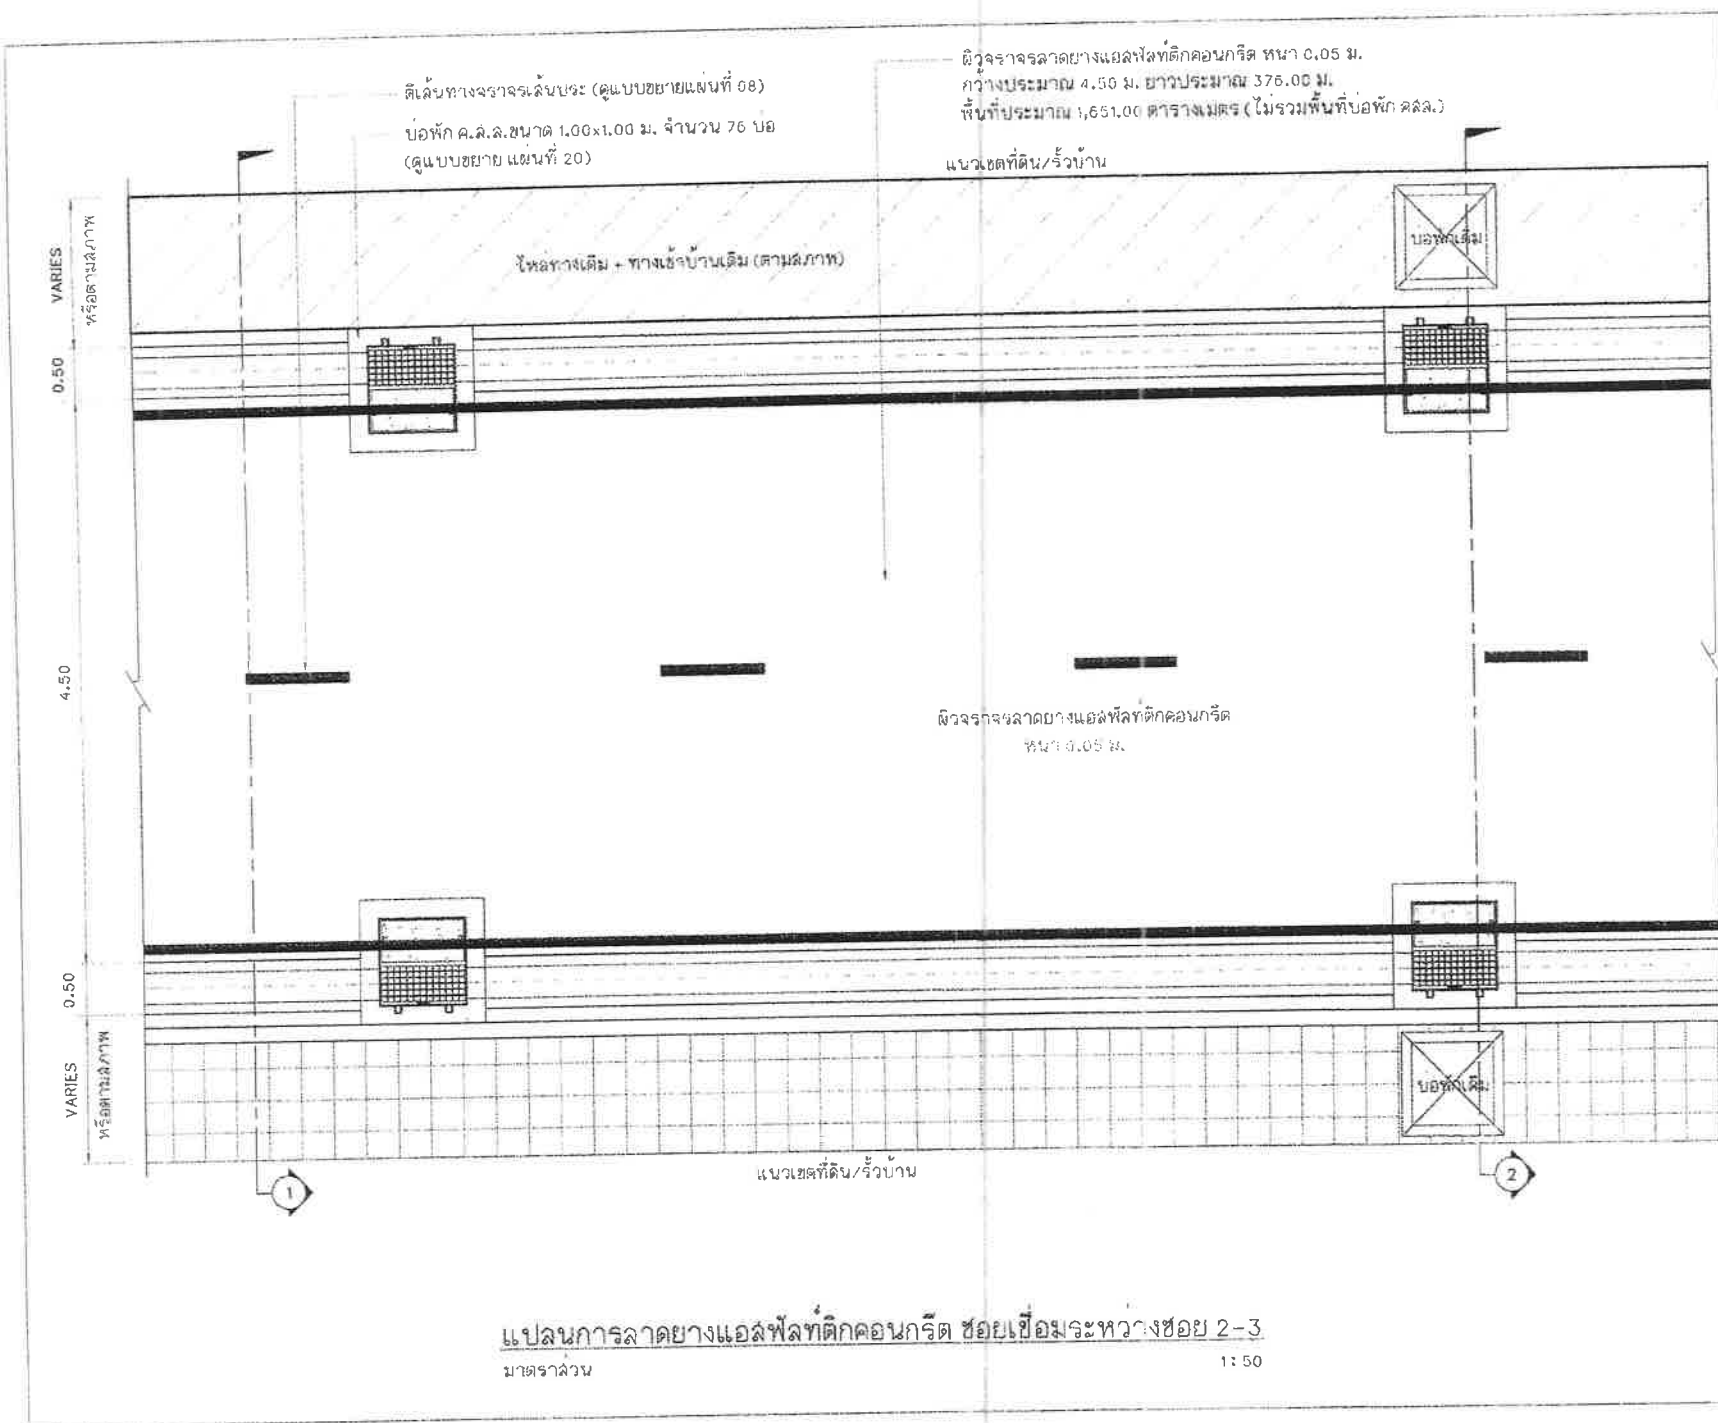 ตีเส้นทางจราจรเส้นประ (ดูแบบขยายแผ่นที่ 08)
บ่อพัก ค.ส.ล.ขนาด 1.00x1.00 ม. จำนวน 76 บ่อ
(ดูแบบขยาย แผ่นที่ 20)
ผิวจราจรลาดยางแอสฟัลท์ติกคอนกรีต หนา 0.05 ม.
กว้างประมาณ 4.50 ม. ยาวประมาณ 376.00 ม.
พื้นที่ประมาณ 1,651.00 ตารางเมตร (ไม่รวมพื้นที่บ่อพัก คสล.)
แนวเขตที่ดิน/รั้วบ้าน
VARIES
หรือตามสภาพ
ไหล่ทางเดิม + ทางเข้าบ้านเดิม (ตามสภาพ)
บ่อพักเดิม
0.50
4.50
ผิวจราจรลาดยางแอสฟัลท์ติกคอนกรีต
หนา 0.05 ม.
0.50
VARIES
หรือตามสภาพ
บ่อพักเดิม
แนวเขตที่ดิน/รั้วบ้าน
1
2
แปลนการลาดยางแอสฟัลท์ติกคอนกรีต ซอยเชื่อมระหว่างซอย 2-3
มาตราส่วน 1: 50